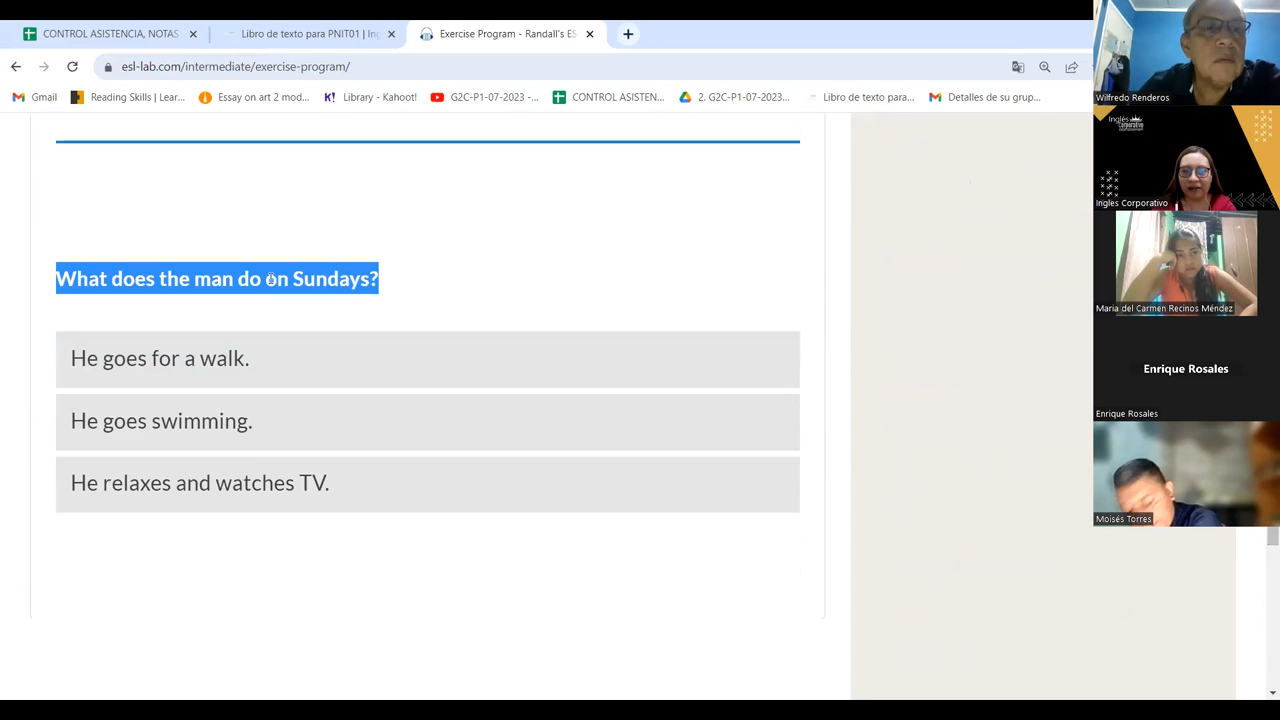 CONTROL ASISTENCIA, NOTAS
Libro de texto para PNIT01 | Ing
Exercise Program - Randall's ES
esl-lab.com/intermediate/exercise-program/
Gmail
Reading Skills | Lear...
Essay on art 2 mod...
Library - Kahoot!
G2C-P1-07-2023 -...
CONTROL ASISTEN...
2. G2C-P1-07-2023...
Libro de texto para...
Detalles de su grup...
What does the man do on Sundays?
He goes for a walk.
He goes swimming.
He relaxes and watches TV.
Wilfredo Renderos
Inglés
Corporativo
Ingles Corporativo
Maria del Carmen Recinos Méndez
Enrique Rosales
Enrique Rosales
Moisés Torres